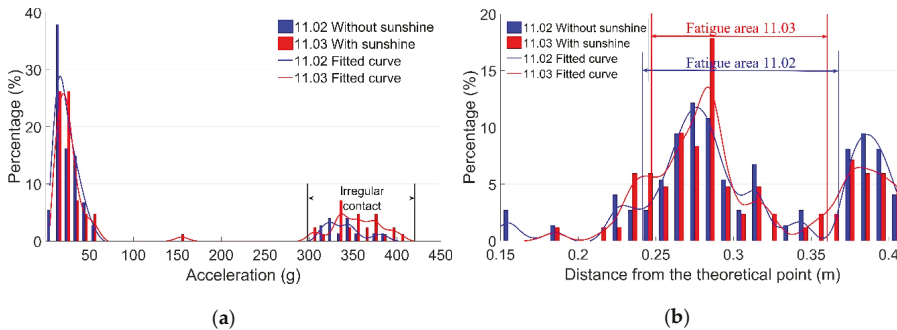 40
30
20
10
0
Percentage (%)
11.02 Without sunshine
11.03 With sunshine
11.02 Fitted curve
11.03 Fitted curve
Irregular
contact
50 100 150 200 250 300 350 400 450
Acceleration (g)
(a)
20
15
10
5
0
Percentage (%)
11.02 Without sunshine
11.03 With sunshine
11.02 Fitted curve
11.03 Fitted curve
Fatigue area 11.03
Fatigue area 11.02
0.15 0.2 0.25 0.3 0.35 0.4
Distance from the theoretical point (m)
(b)